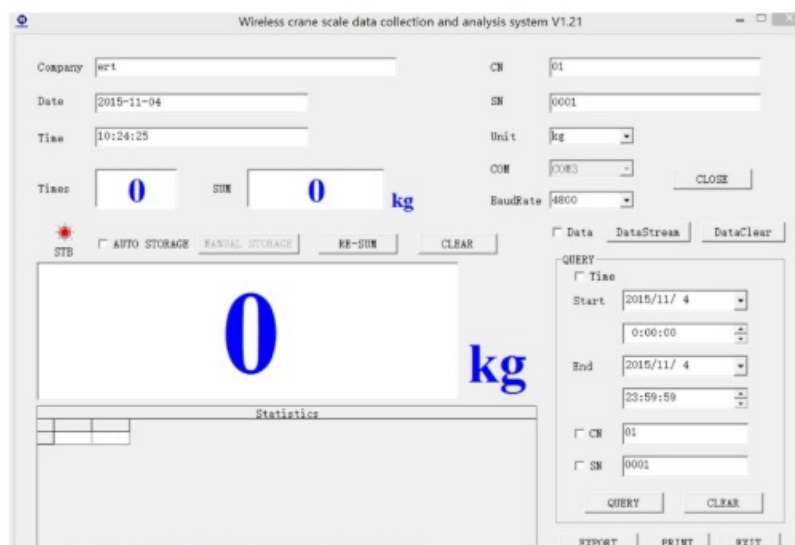 Wireless crane scale data collection and analysis system V1.21
Company ert CN 01
Date 2015-11-04 SN 0001
Time 10:24:25 Unit kg
COM COM3 CLOSE
Times 0 SUM 0 kg BaudRate 4800
STB AUTO STORAGE MANUAL STORAGE RE-SUM CLEAR
Data DataStream DataClear
0 kg
QUERY
Time
Start 2015/11/ 4
0:00:00
End 2015/11/ 4
23:59:59
CN 01
SN 0001
QUERY CLEAR
Statistics
EXPORT PRINT EXIT